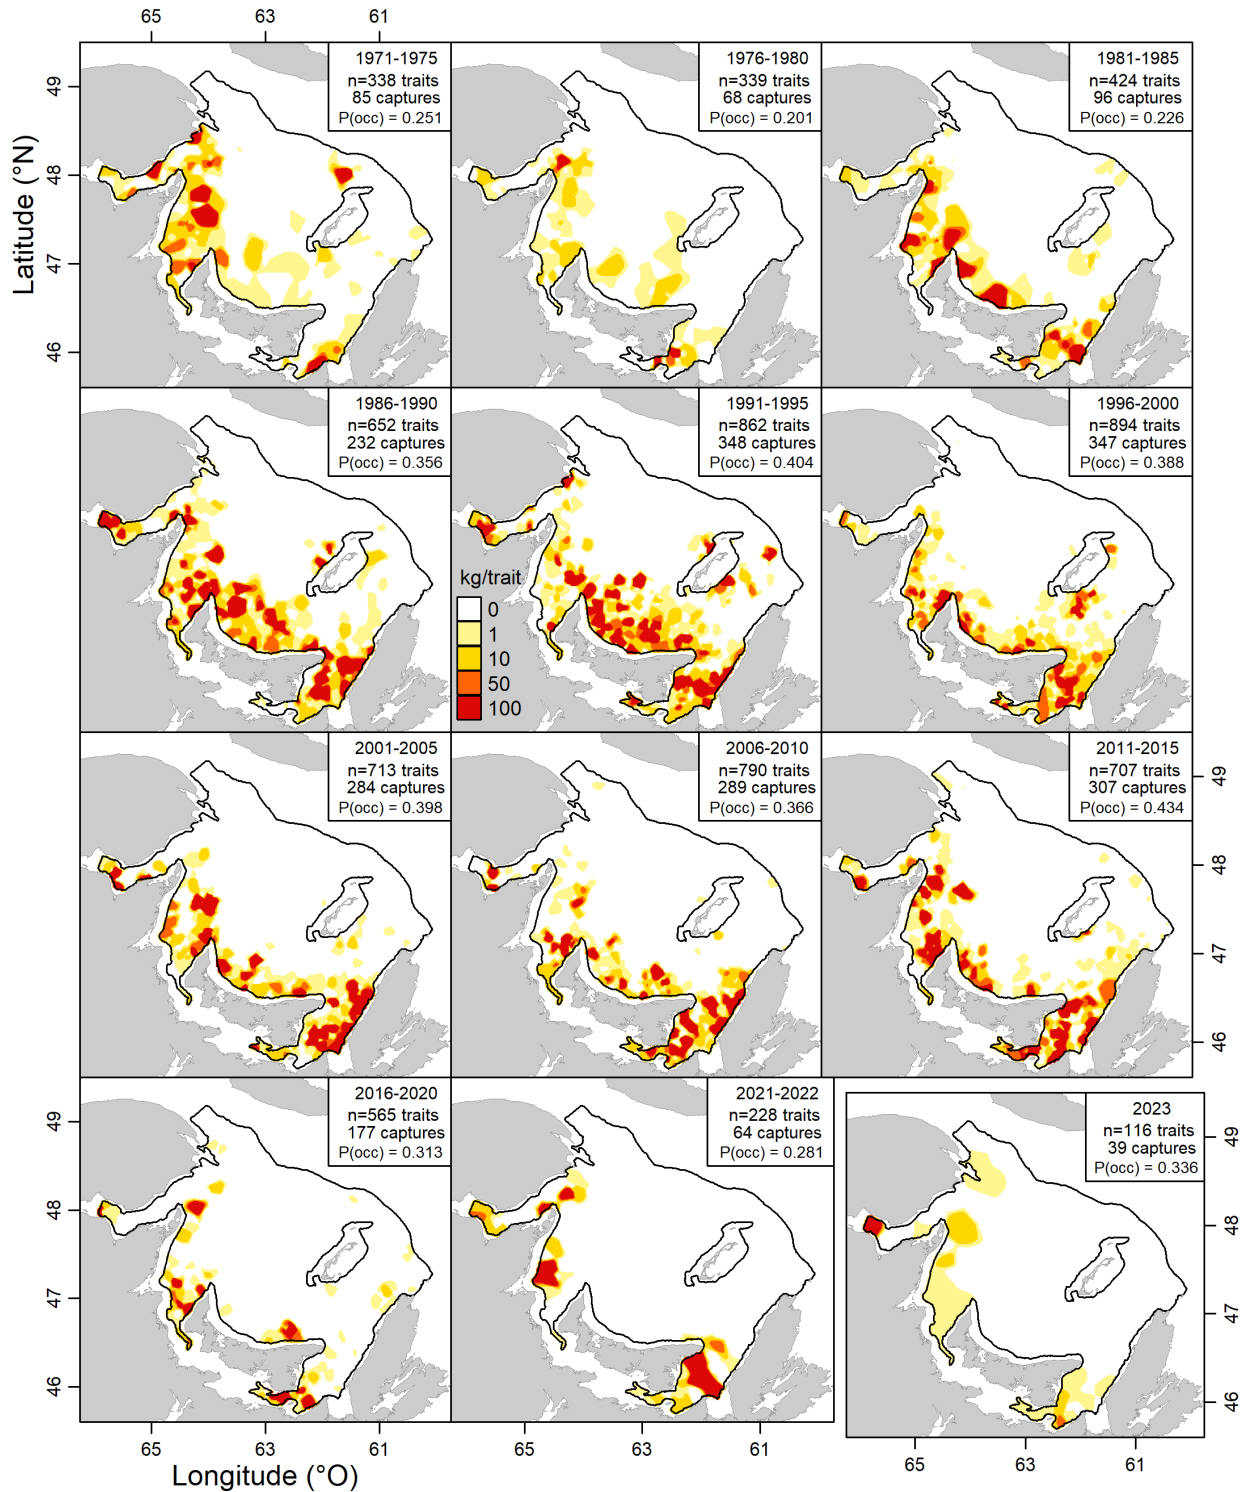 65 63 61
1971-1975
n=338 traits
85 captures
P(occ) = 0.251
1976-1980
n=339 traits
68 captures
P(occ) = 0.201
1981-1985
n=424 traits
96 captures
P(occ) = 0.226
49
48
47
46
Latitude (°N)
1986-1990
n=652 traits
232 captures
P(occ) = 0.356
1991-1995
n=862 traits
348 captures
P(occ) = 0.404
1996-2000
n=894 traits
347 captures
P(occ) = 0.388
kg/trait
0
1
10
50
100
2001-2005
n=713 traits
284 captures
P(occ) = 0.398
2006-2010
n=790 traits
289 captures
P(occ) = 0.366
2011-2015
n=707 traits
307 captures
P(occ) = 0.434
49
48
47
46
2016-2020
n=565 traits
177 captures
P(occ) = 0.313
2021-2022
n=228 traits
64 captures
P(occ) = 0.281
2023
n=116 traits
39 captures
P(occ) = 0.336
49
48
47
46
49
48
47
46
65 63 61
65 63 61
65 63 61
Longitude (°O)